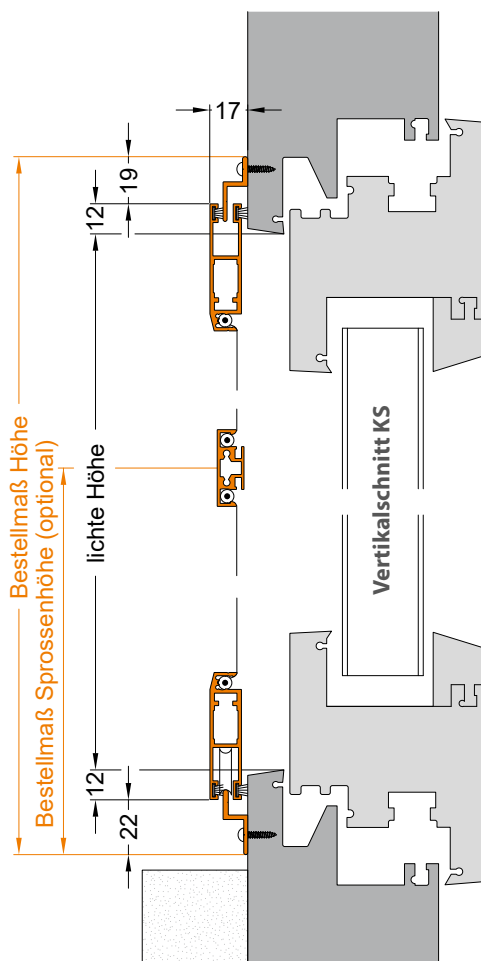 17
19
12
Bestellmaß Höhe
Bestellmaß Sprossenhöhe (optional)
lichte Höhe
Vertikalschnitt KS
12
22